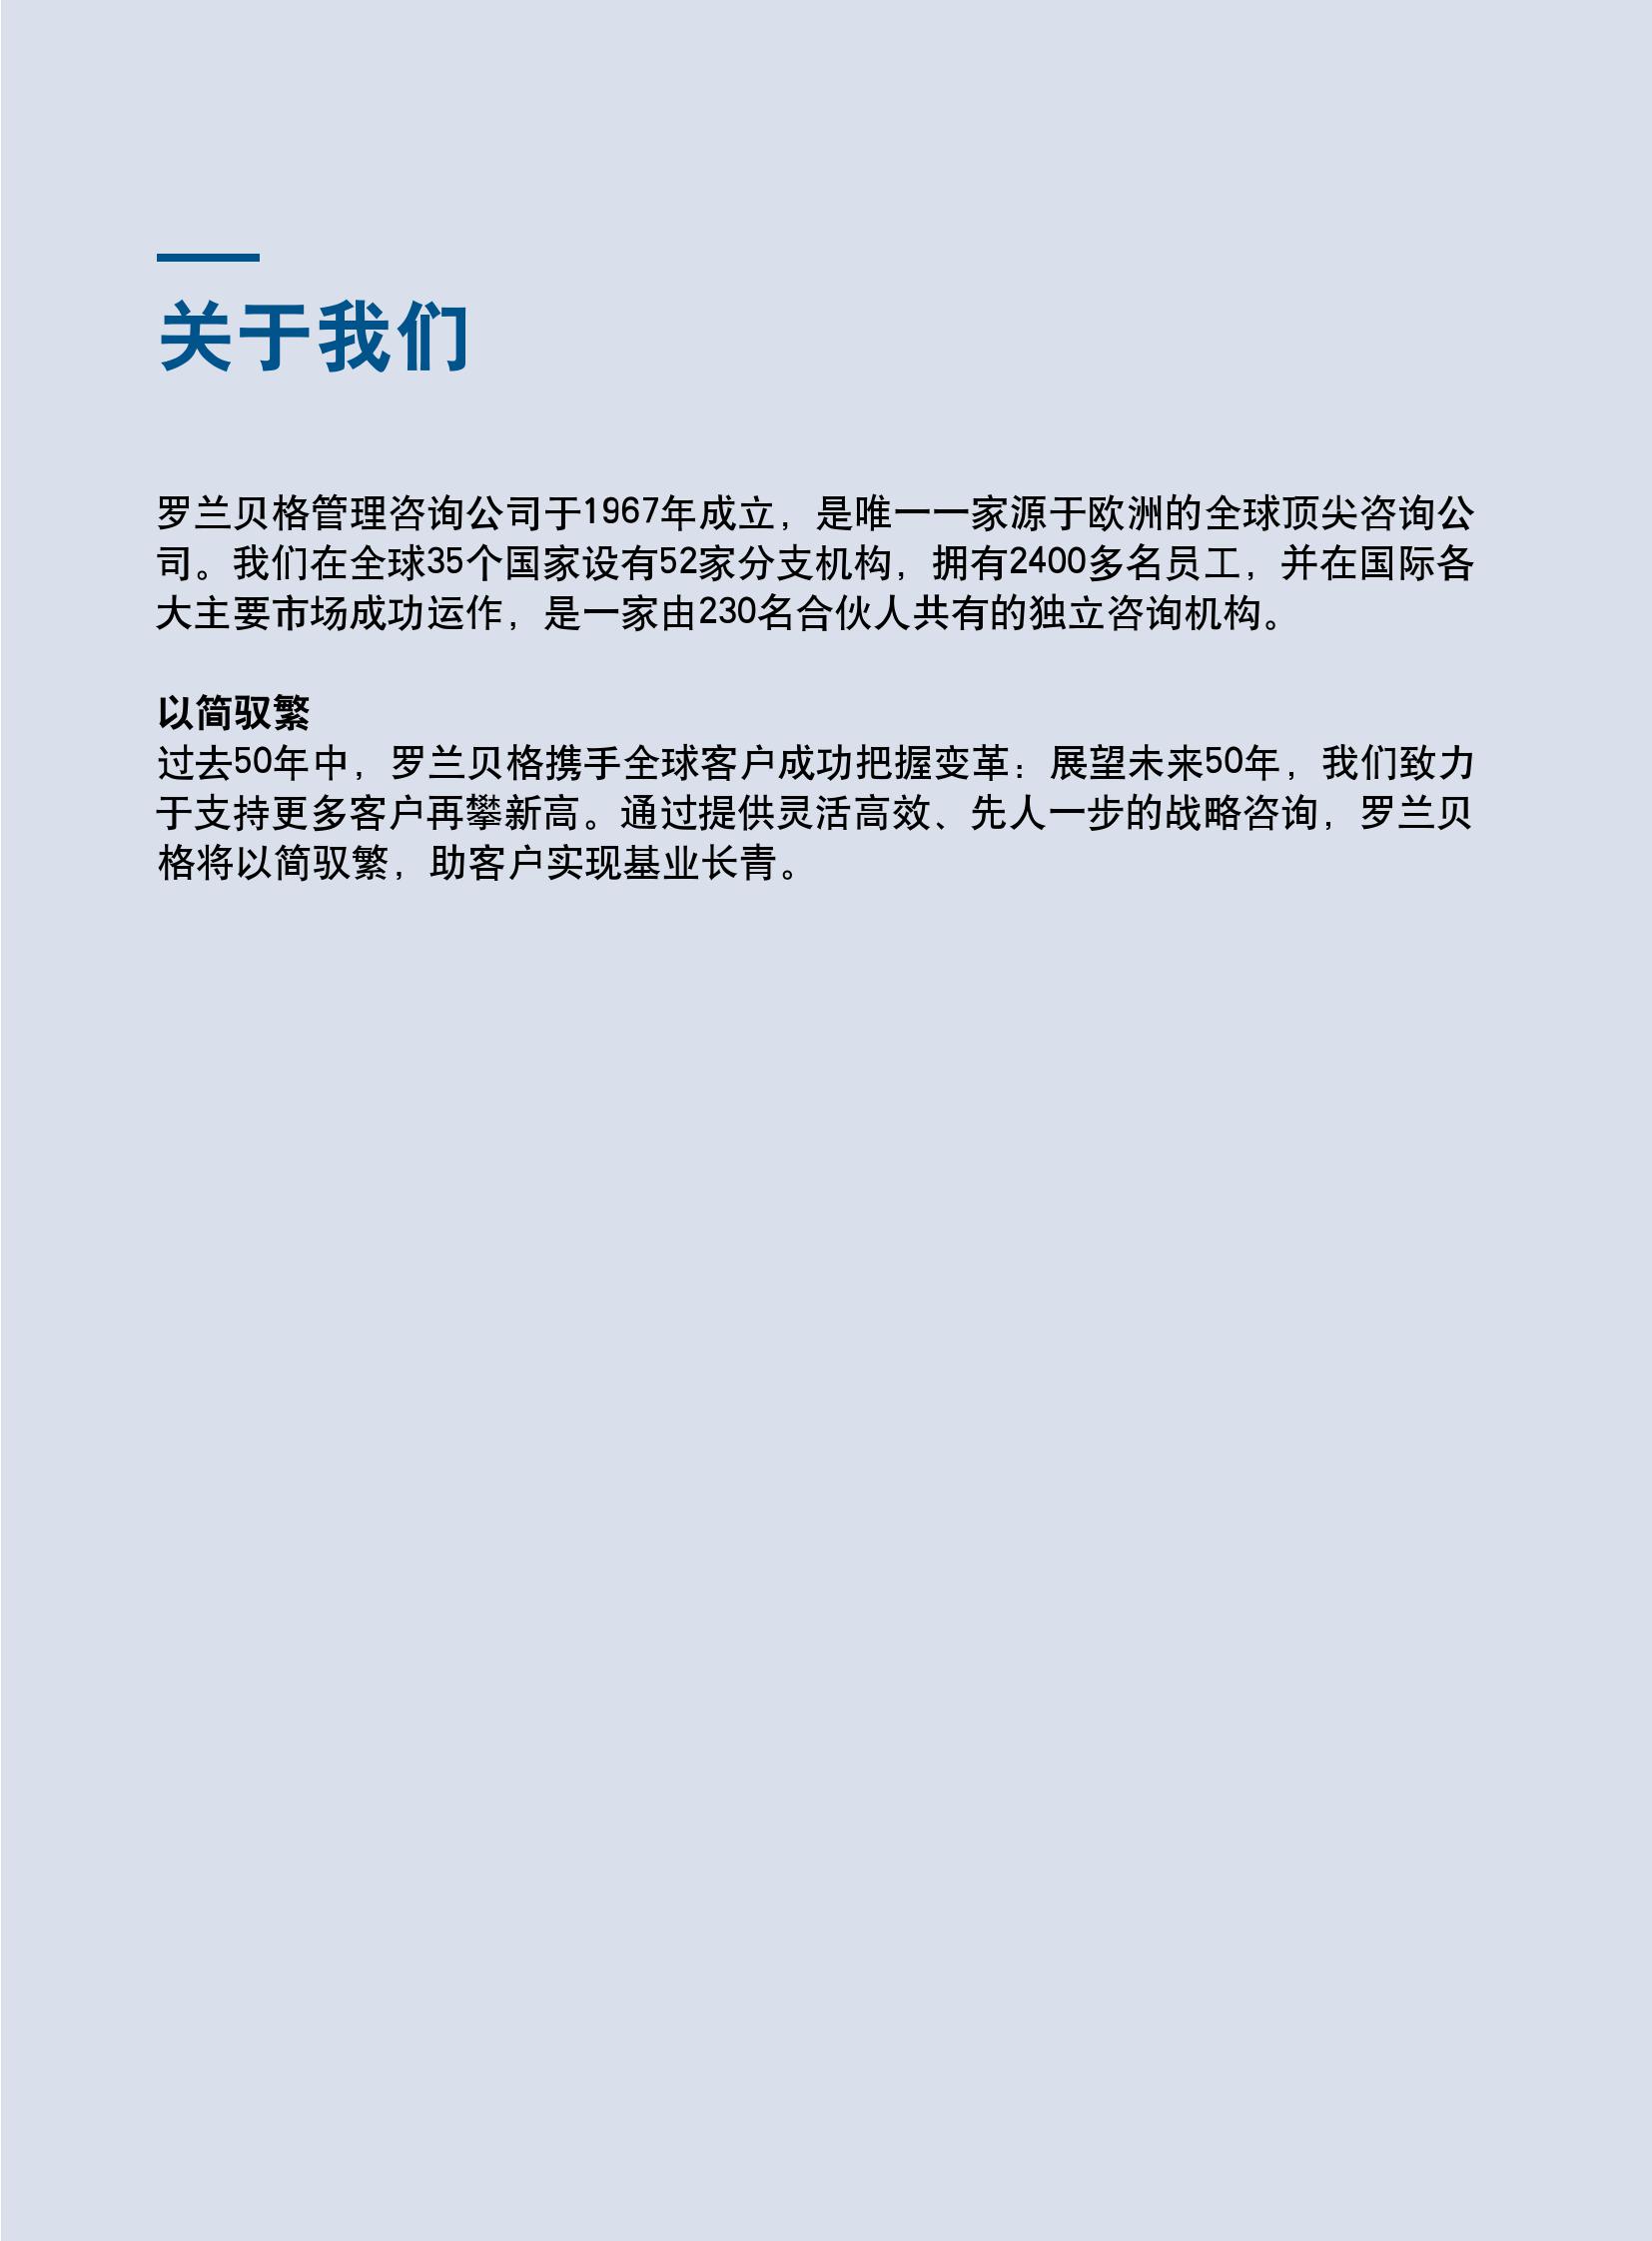 关于我们
罗兰贝格管理咨询公司于1967年成立，是唯一一家源于欧洲的全球顶尖咨询公
司。我们在全球35个国家设有52家分支机构，拥有2400多名员工，并在国际各
大主要市场成功运作，是一家由230名合伙人共有的独立咨询机构。
以简驭繁
过去50年中，罗兰贝格携手全球客户成功把握变革：展望未来50年，我们致力
于支持更多客户再攀新高。通过提供灵活高效、先人一步的战略咨询，罗兰贝
格将以简驭繁，助客户实现基业长青。